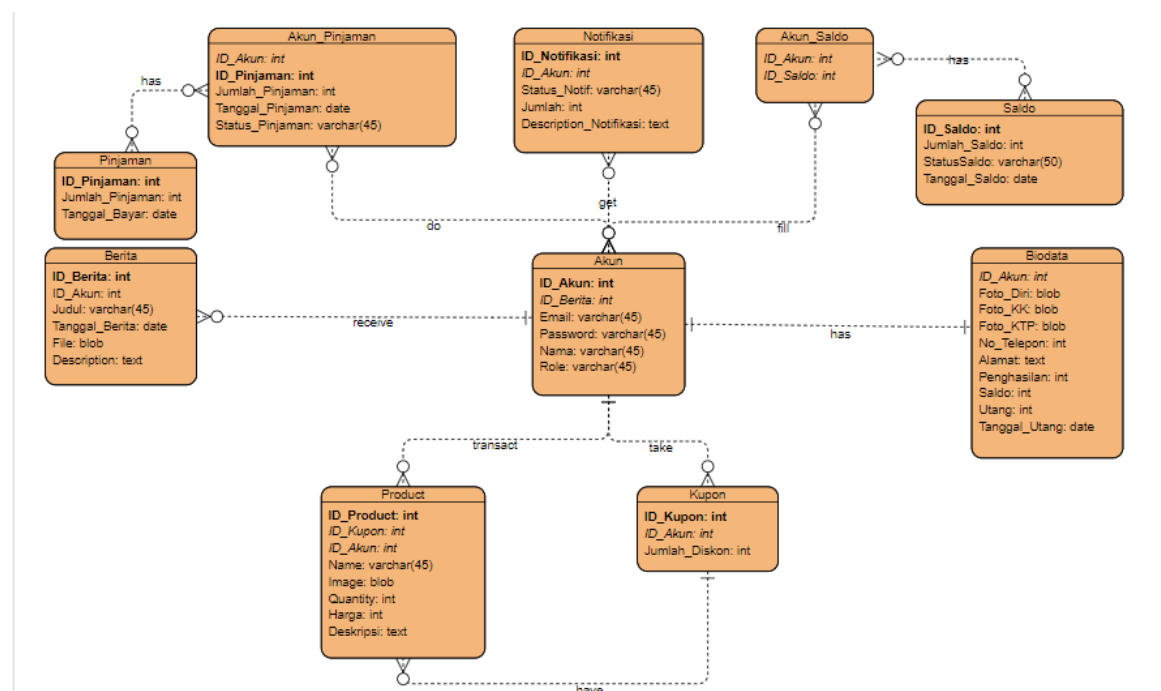 Akun_Pinjaman
ID_Akun: int
ID_Pinjaman: int
Jumlah_Pinjaman: int
Tanggal_Pinjaman: date
Status_Pinjaman: varchar(45)
Notifikasi
ID_Notifikasi: int
ID_Akun: int
Status_Notif: varchar(45)
Jumlah: int
Description_Notifikasi: text
Akun_Saldo
ID_Akun: int
ID_Saldo: int
has
has
Saldo
ID_Saldo: int
Jumlah_Saldo: int
StatusSaldo: varchar(50)
Tanggal_Saldo: date
Pinjaman
ID_Pinjaman: int
Jumlah_Pinjaman: int
Tanggal_Bayar: date
do
get
fill
Berita
ID_Berita: int
ID_Akun: int
Judul: varchar(45)
Tanggal_Berita: date
File: blob
Description: text
receive
Akun
ID_Akun: int
ID_Berita: int
Email: varchar(45)
Password: varchar(45)
Nama: varchar(45)
Role: varchar(45)
has
Biodata
ID_Akun: int
Foto_Diri: blob
Foto_KK: blob
Foto_KTP: blob
No_Telepon: int
Alamat: text
Penghasilan: int
Saldo: int
Utang: int
Tanggal_Utang: date
transact
take
Product
ID_Product: int
ID_Kupon: int
ID_Akun: int
Name: varchar(45)
Image: blob
Quantity: int
Harga: int
Deskripsi: text
Kupon
ID_Kupon: int
ID_Akun: int
Jumlah_Diskon: int
have